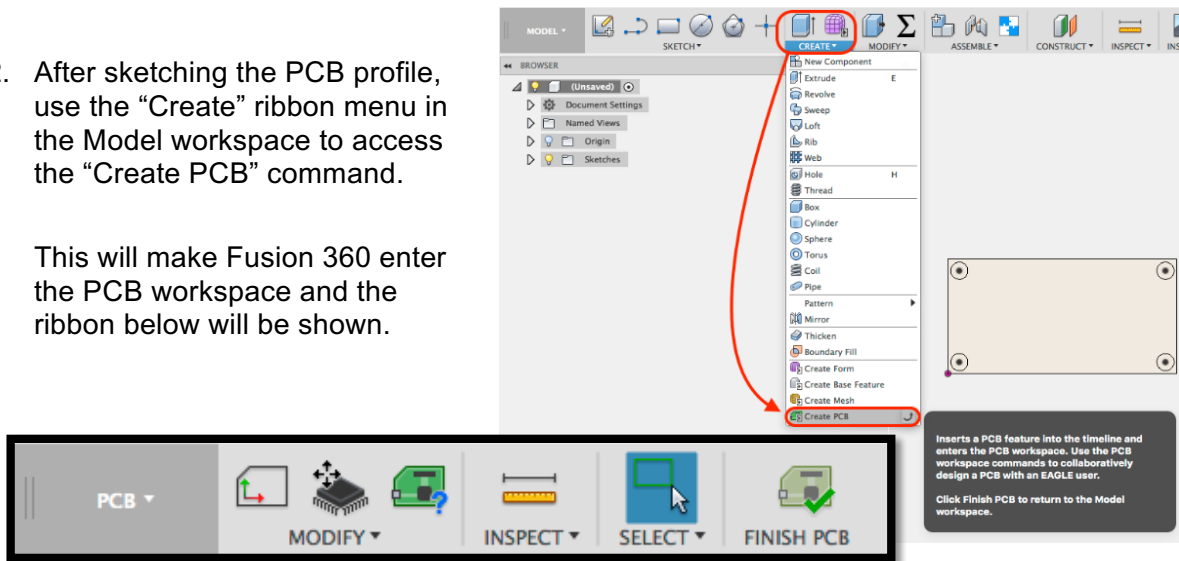 2. After sketching the PCB profile,
use the “Create” ribbon menu in
the Model workspace to access
the “Create PCB” command.
This will make Fusion 360 enter
the PCB workspace and the
ribbon below will be shown.
MODEL
SKETCH
CREATE
MODIFY
ASSEMBLE
CONSTRUCT
INSPECT
INS
BROWSER
(Unsaved)
Document Settings
Named Views
Origin
Sketches
New Component
Extrude E
Revolve
Sweep
Loft
Rib
Web
Hole H
Thread
Box
Cylinder
Sphere
Torus
Coil
Pipe
Pattern
Mirror
Thicken
Boundary Fill
Create Form
Create Base Feature
Create Mesh
Create PCB
Inserts a PCB feature into the timeline and
enters the PCB workspace. Use the PCB
workspace commands to collaboratively
design a PCB with an EAGLE user.
Click Finish PCB to return to the Model
workspace.
PCB
MODIFY
INSPECT
SELECT
FINISH PCB